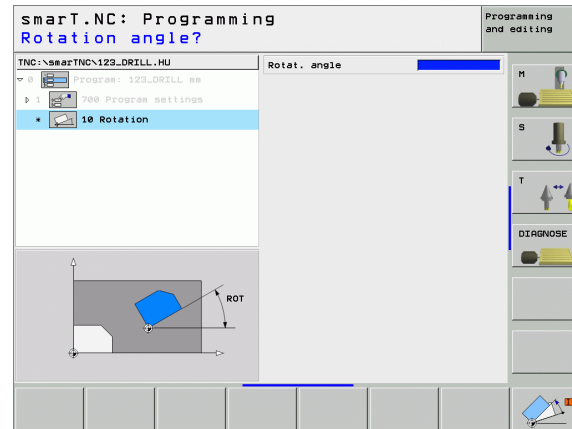 smarT.NC: Programming
Rotation angle?
Programming
and editing
TNC:\smarTNC\123_DRILL.HU
0 Program: 123_DRILL mm
1 700 Program settings
* 10 Rotation
Rotat. angle
M
S
T
DIAGNOSE
ROT
I